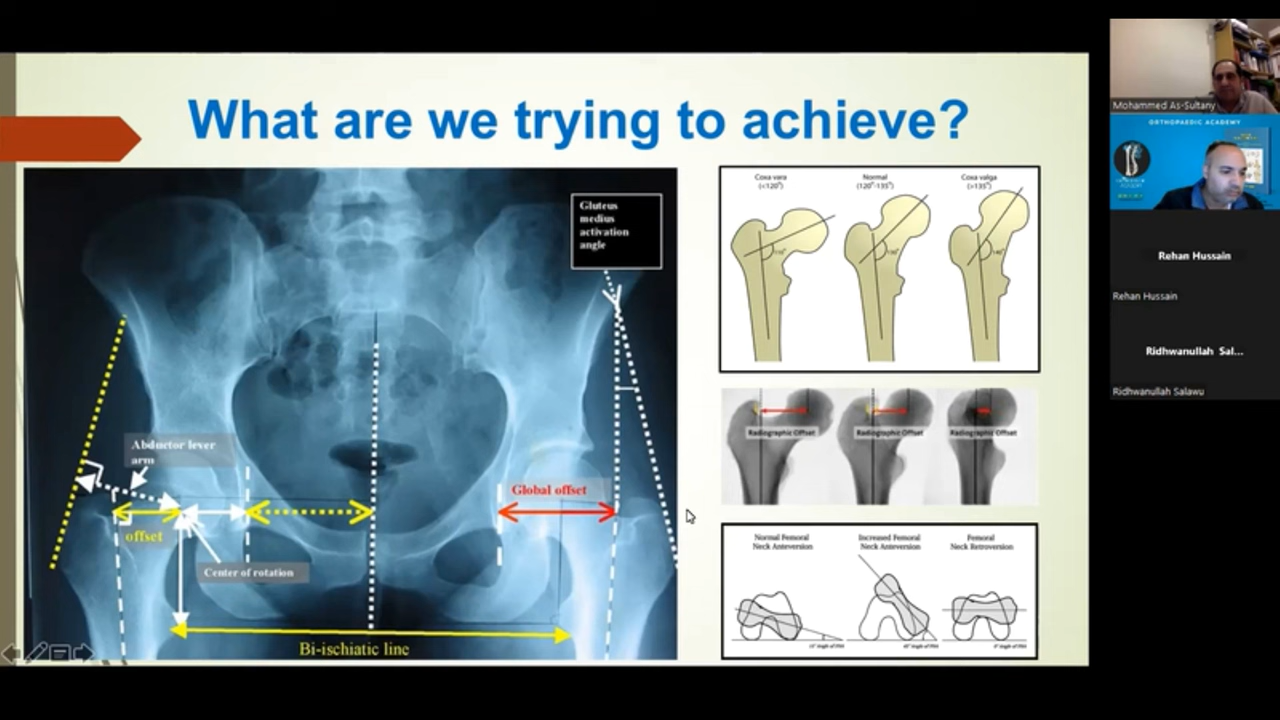 What are we trying to achieve?
Gluteus
medius
activation
angle
Abductor lever
arm
Global offset
offset
Center of rotation
Bi-ischiatic line
Coxa vara
(<120°)
Normal
(120°-135°)
Coxa valga
(>135°)
Radiographic Offset
Radiographic Offset
Radiographic Offset
Normal Femoral
Neck Anteversion
Increased Femoral
Neck Anteversion
Femoral
Neck Retroversion
Mohammed As-Sultany
ORTHOPAEDIC ACADEMY
Rehan Hussain
Rehan Hussain
Ridhwanullah Sal...
Ridhwanullah Salawu